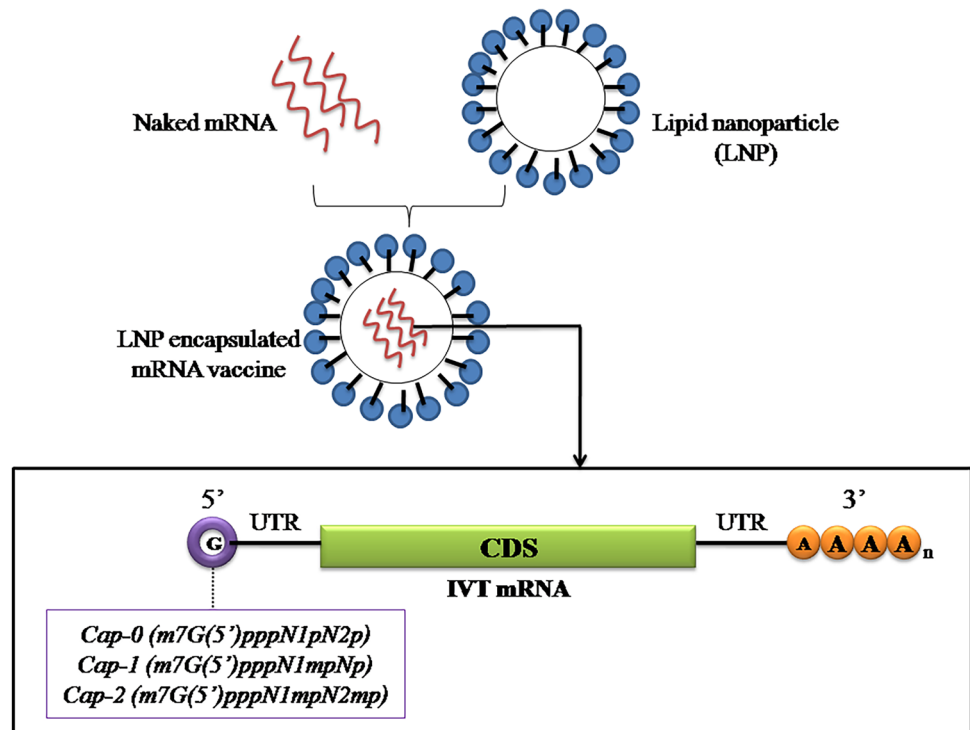 Naked mRNA
Lipid nanoparticle
(LNP)
LNP encapsulated
mRNA vaccine
5’
3’
UTR
UTR
G
CDS
A A A A n
IVT mRNA
Cap-0 (m7G(5’)pppN1pN2p)
Cap-1 (m7G(5’)pppN1mpNp)
Cap-2 (m7G(5’)pppN1mpN2mp)